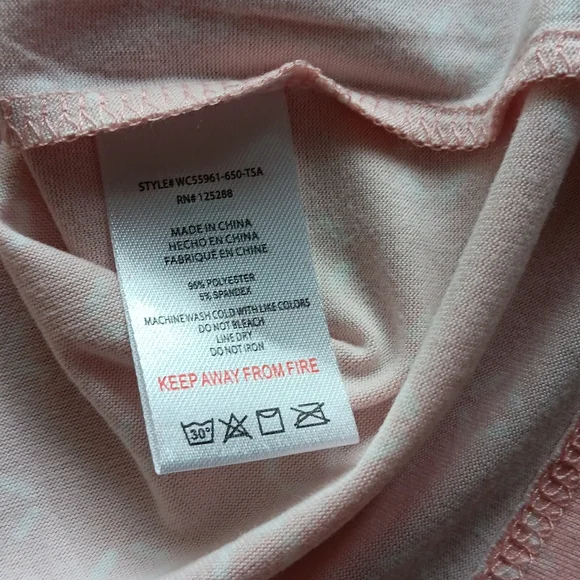 STYLE# WC55961-650-TSA
RN# 125288
MADE IN CHINA
HECHO EN CHINA
FABRIQUÉ EN CHINE
96% POLYESTER
5% SPANDEX
MACHINE WASH COLD WITH LIKE COLORS
DO NOT BLEACH
LINE DRY
DO NOT IRON
KEEP AWAY FROM FIRE
30°